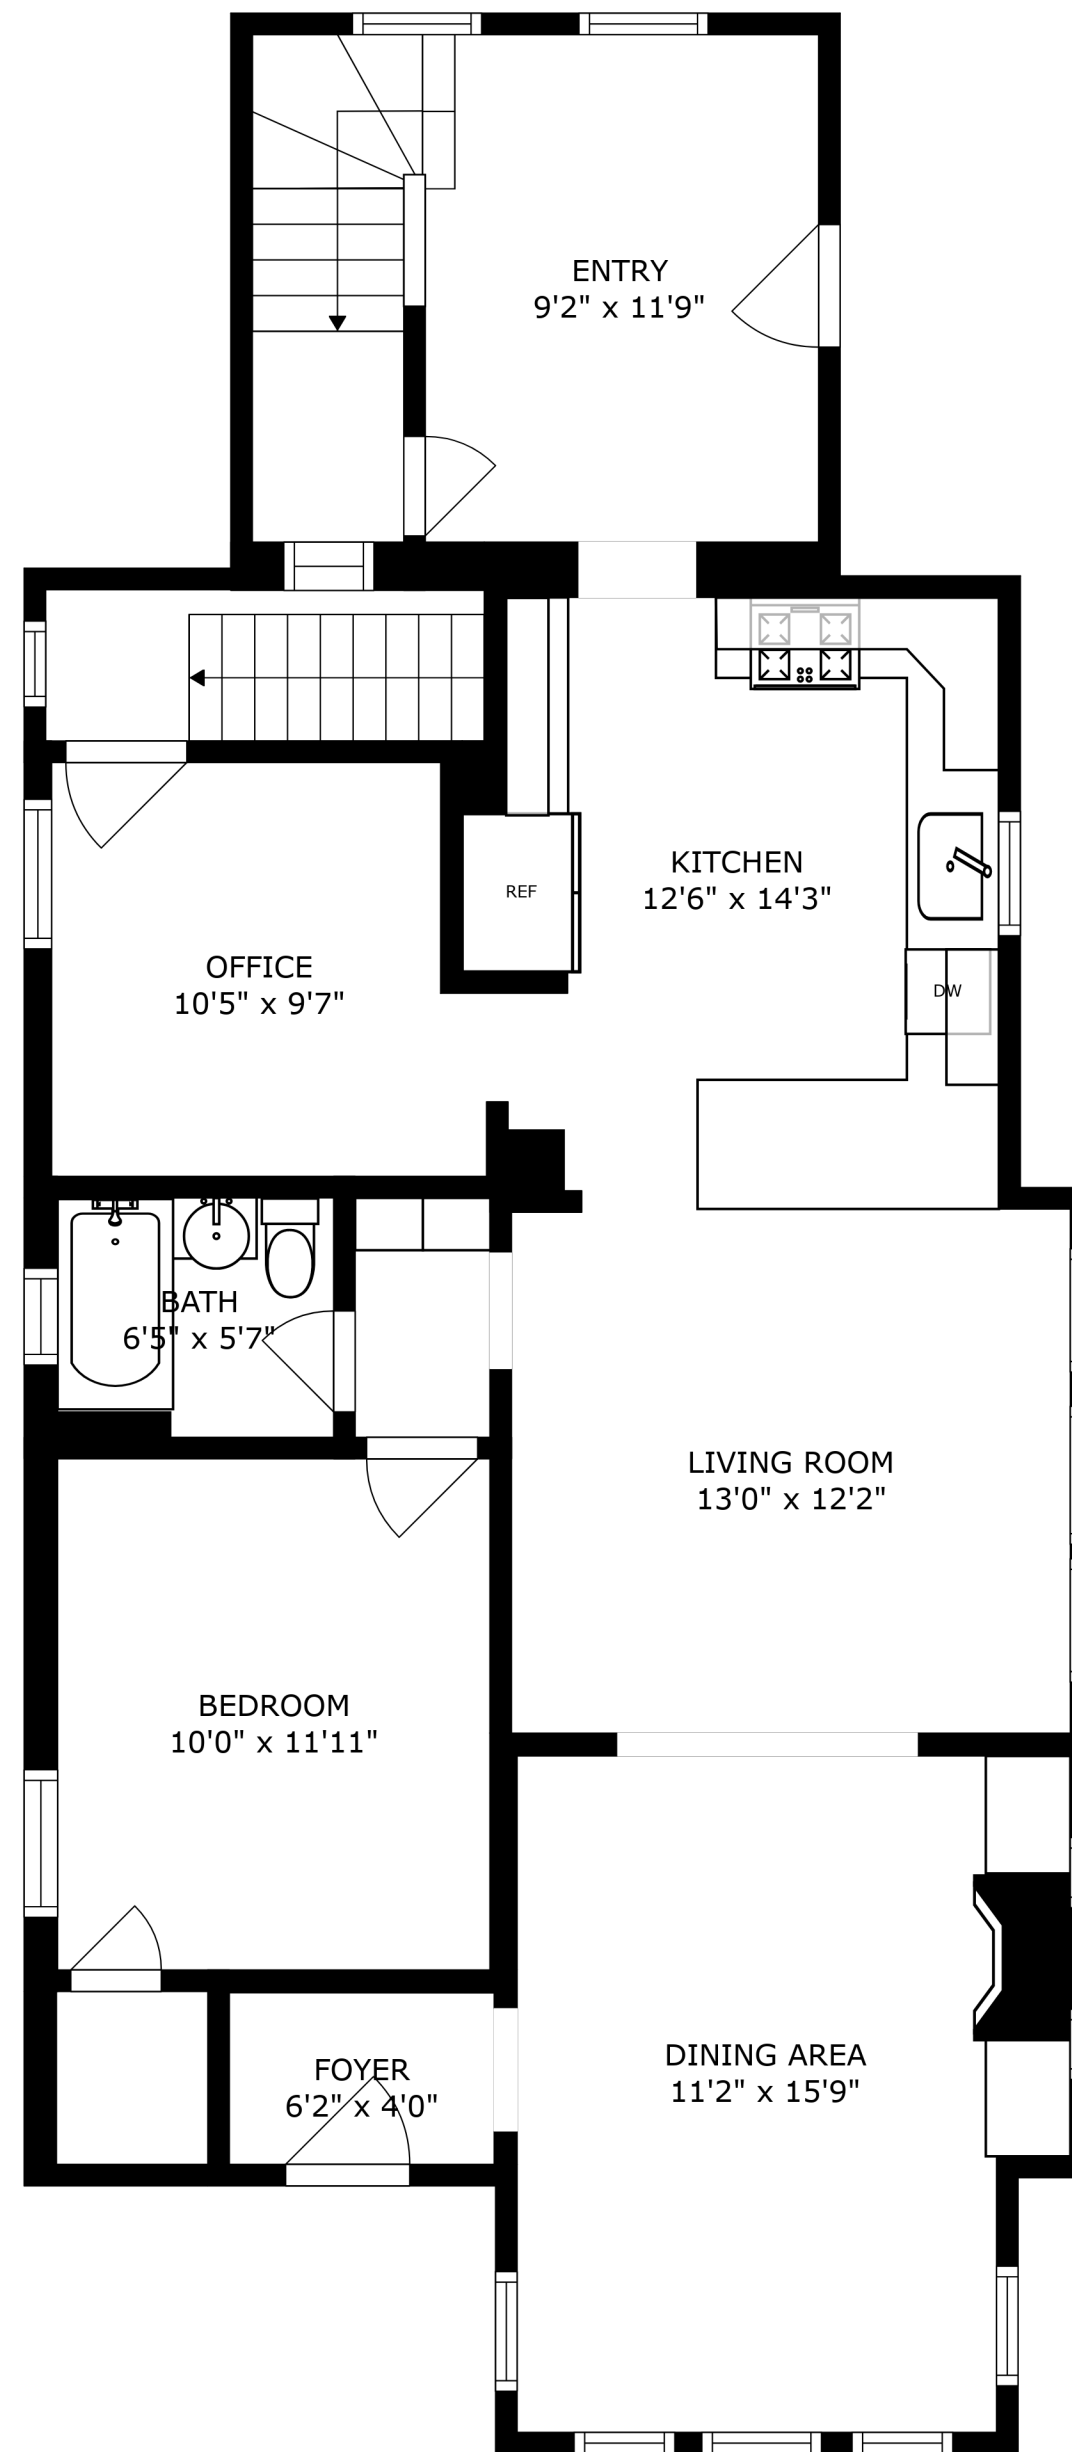 ENTRY
9'2" x 11'9"
KITCHEN
12'6" x 14'3"
REF
OFFICE
10'5" x 9'7"
DW
BATH
6'5" x 5'7"
LIVING ROOM
13'0" x 12'2"
BEDROOM
10'0" x 11'11"
FOYER
6'2" x 4'0"
DINING AREA
11'2" x 15'9"